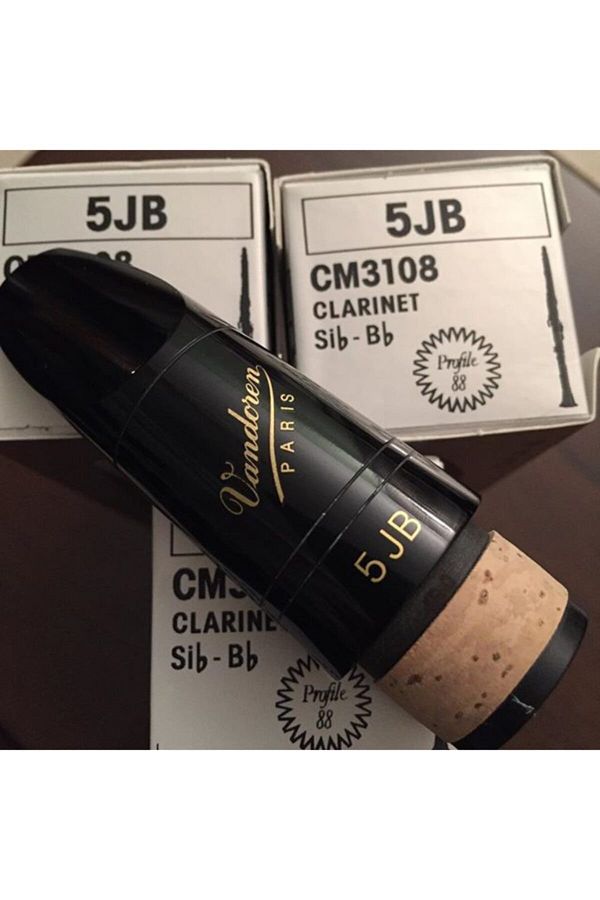 5JB
5JB
CM3108
CLARINET
Sib - Bb
Profile
88
Vandoren
PARIS
5JB
CLARINE
Sib - Bb
Profile
88